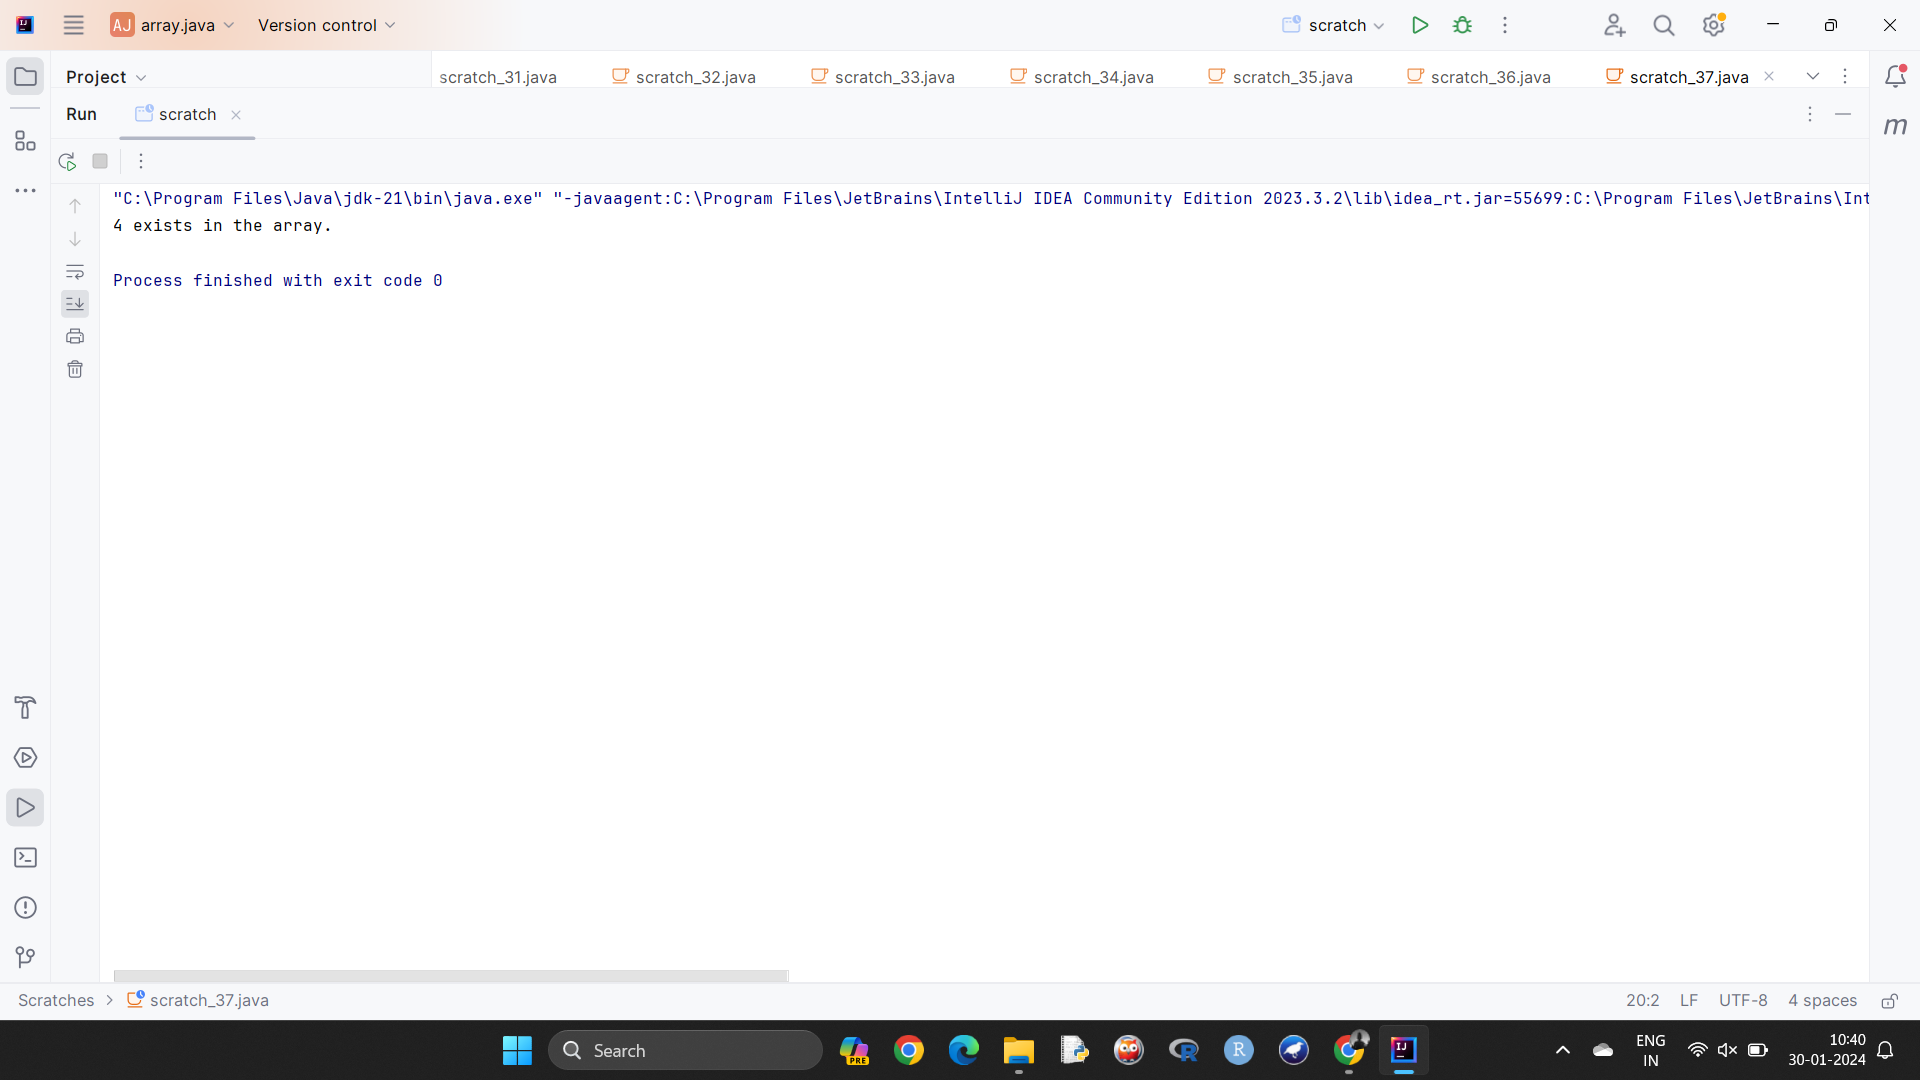 AJ array.java Version control scratch
Project scratch_31.java scratch_32.java scratch_33.java scratch_34.java scratch_35.java scratch_36.java scratch_37.java
Run scratch
m
"C:\Program Files\Java\jdk-21\bin\java.exe" "-javaagent:C:\Program Files\JetBrains\IntelliJ IDEA Community Edition 2023.3.2\lib\idea_rt.jar=55699:C:\Program Files\JetBrains\Int
4 exists in the array.
Process finished with exit code 0
Scratches > scratch_37.java 20:2 LF UTF-8 4 spaces
Search PRE R R IJ ENG 10:40
IN 30-01-2024